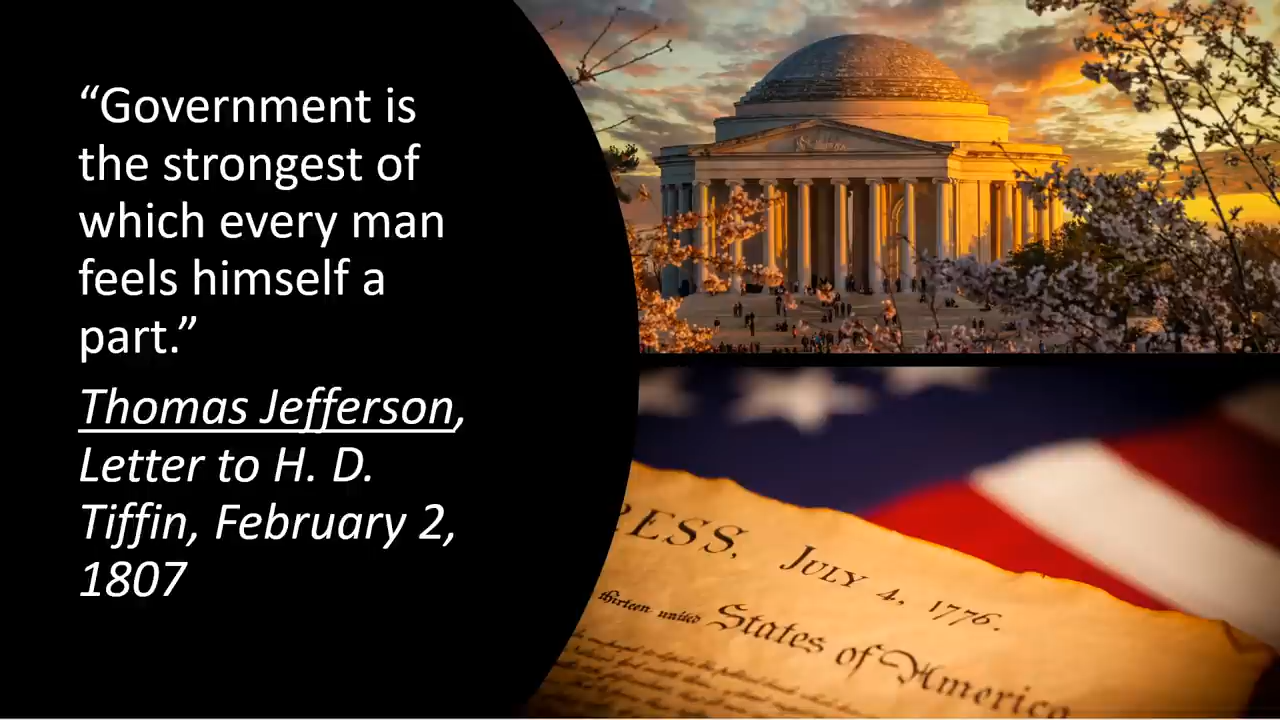 “Government is
the strongest of
which every man
feels himself a
part.”
Thomas Jefferson,
Letter to H. D.
Tiffin, February 2,
1807
RESS, July 4, 1776.
thirteen united States of America